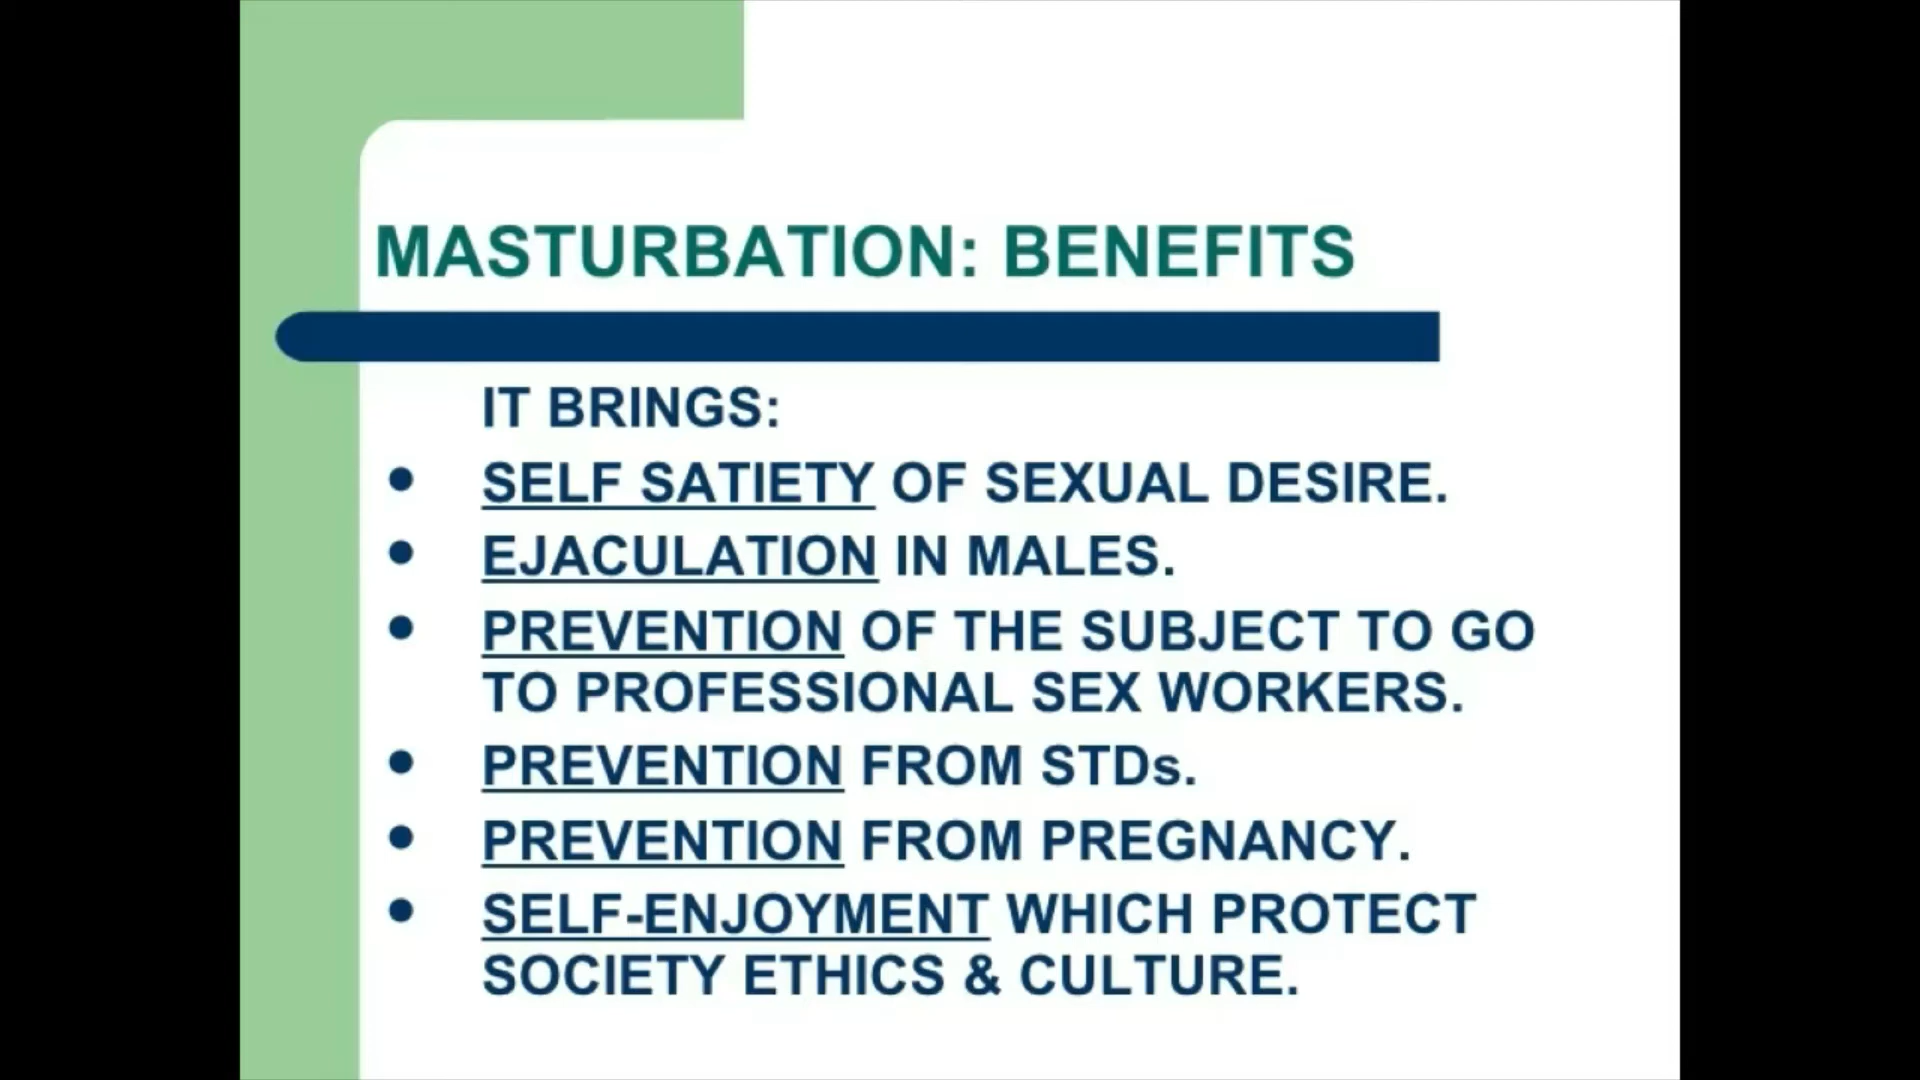 MASTURBATION: BENEFITS
IT BRINGS:
• SELF SATIETY OF SEXUAL DESIRE.
• EJACULATION IN MALES.
• PREVENTION OF THE SUBJECT TO GO
TO PROFESSIONAL SEX WORKERS.
• PREVENTION FROM STDs.
• PREVENTION FROM PREGNANCY.
• SELF-ENJOYMENT WHICH PROTECT
SOCIETY ETHICS & CULTURE.